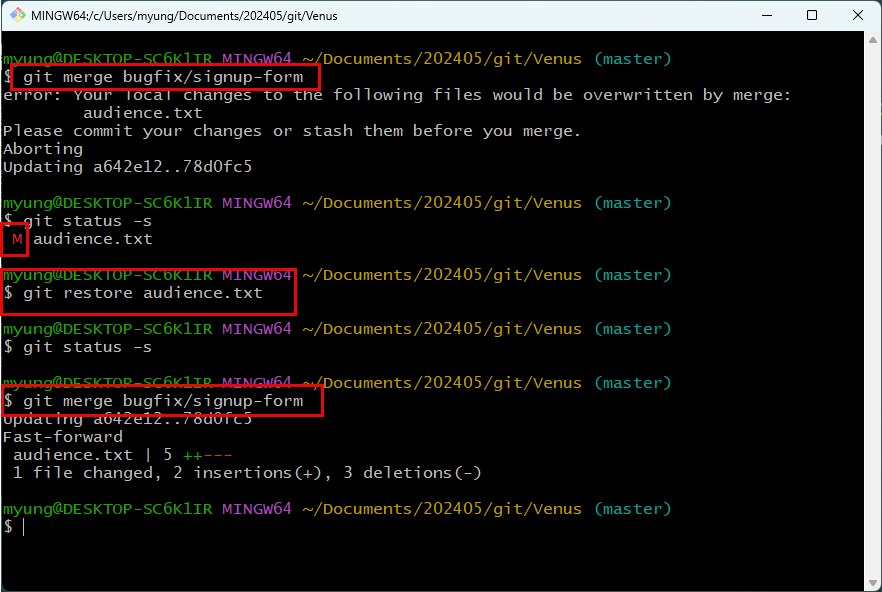 MINGW64:/c/Users/myung/Documents/202405/git/Venus
myung@DESKTOP-SC6K1IR MINGW64 ~/Documents/202405/git/Venus (master)
$ git merge bugfix/signup-form
error: Your local changes to the following files would be overwritten by merge:
        audience.txt
Please commit your changes or stash them before you merge.
Aborting
Updating a642e12..78d0fc5
myung@DESKTOP-SC6K1IR MINGW64 ~/Documents/202405/git/Venus (master)
$ git status -s
 M audience.txt
myung@DESKTOP-SC6K1IR MINGW64 ~/Documents/202405/git/Venus (master)
$ git restore audience.txt
myung@DESKTOP-SC6K1IR MINGW64 ~/Documents/202405/git/Venus (master)
$ git status -s
myung@DESKTOP-SC6K1IR MINGW64 ~/Documents/202405/git/Venus (master)
$ git merge bugfix/signup-form
Updating a642e12..78d0fc5
Fast-forward
 audience.txt | 5 ++---
 1 file changed, 2 insertions(+), 3 deletions(-)
myung@DESKTOP-SC6K1IR MINGW64 ~/Documents/202405/git/Venus (master)
$